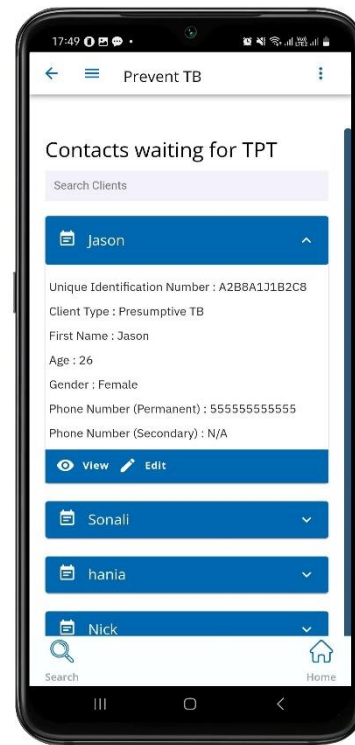 17:49
Prevent TB
Contacts waiting for TPT
Search Clients
Jason
Unique Identification Number : A2B8A1J1B2C8
Client Type : Presumptive TB
First Name : Jason
Age : 26
Gender : Female
Phone Number (Permanent) : 555555555555
Phone Number (Secondary) : N/A
View Edit
Sonali
hania
Nick
Search Home